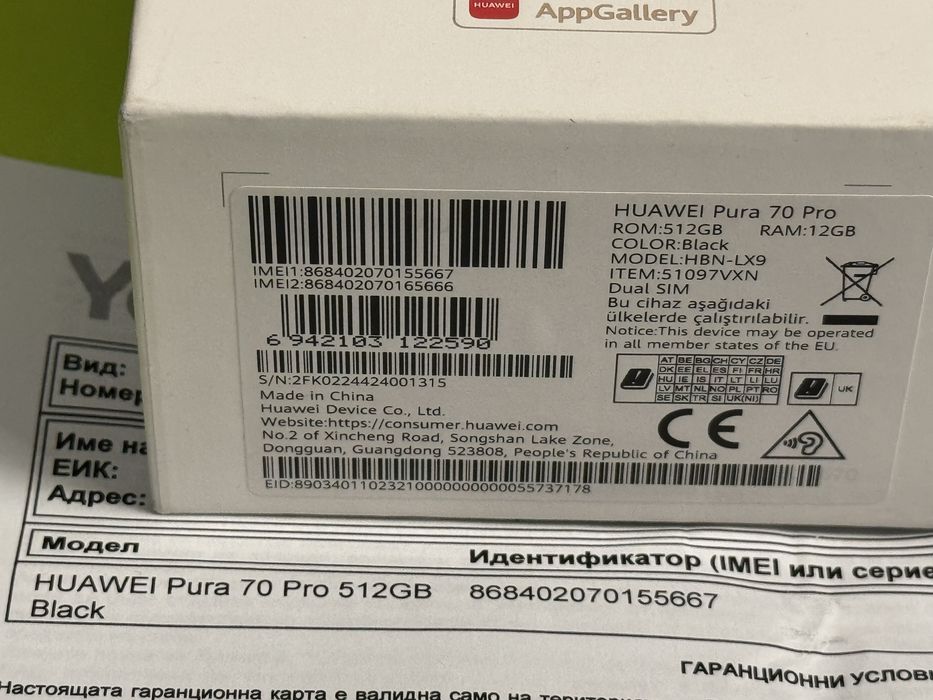 HUAWEI
AppGallery
IMEI1:868402070155667
IMEI2:868402070165666
6 942103 122590
S/N:2FK0224424001315
Made in China
Huawei Device Co., Ltd.
Website:https://consumer.huawei.com
No.2 of Xincheng Road, Songshan Lake Zone,
Dongguan, Guangdong 523808, People's Republic of China
HUAWEI Pura 70 Pro
ROM:512GB RAM:12GB
COLOR:Black
MODEL:HBN-LX9
ITEM:51097VXN
Dual SIM
Bu cihaz aşağıdaki
ülkelerde çalıştırılabilir.
Notice:This device may be operated
in all member states of the EU.
AT BE BG CH CY CZ DE
DK EE EL ES FI FR HR
HU IE IS IT LT LI LU
LV MT NL NO PL PT RO
SE SK TR SI UK(NI)
UK
CE
Вид:
Номер
Име на
ЕИК:
Адрес:
Модел Идентификатор (IMEI или серие
HUAWEI Pura 70 Pro 512GB 868402070155667
Black
ГАРАНЦИОННИ УСЛОВ
Настоящата гаранционна карта е валидна само на